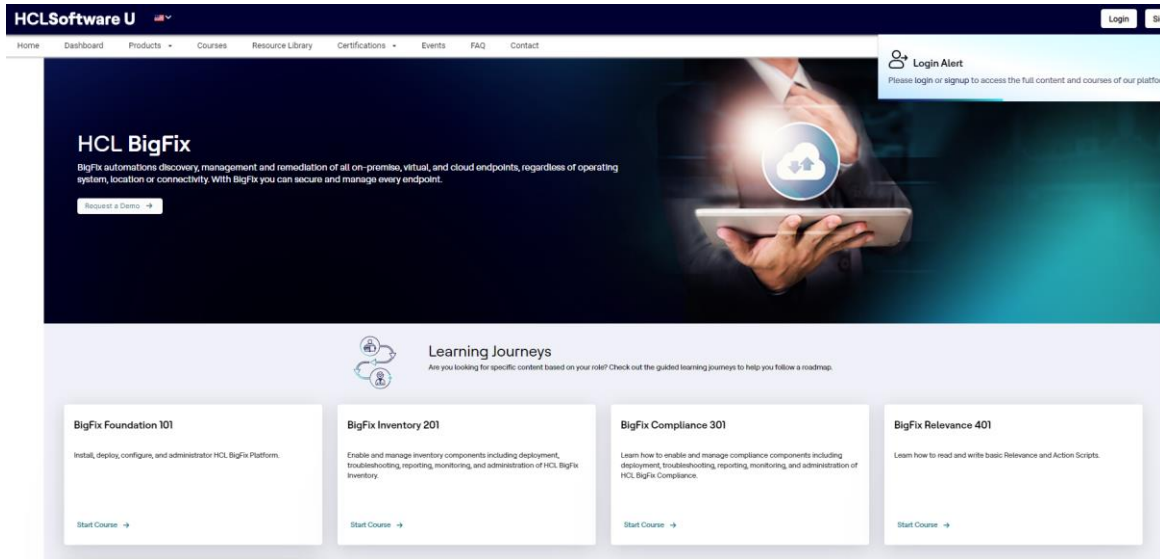 HCLSoftware U
Login
Home Dashboard Products Courses Resource Library Certifications Events FAQ Contact
Login Alert
Please login or signup to access the full content and courses of our
HCL BigFix
BigFix automations discovery, management and remediation of all on-premise, virtual, and cloud endpoints, regardless of operating
system, location or connectivity. With BigFix you can secure and manage every endpoint.
Request a Demo →
Learning Journeys
Are you looking for specific content based on your role? Check out the guided learning journeys to help you follow a roadmap.
BigFix Foundation 101
Install, deploy, configure, and administrator HCL BigFix Platform.
Start Course →
BigFix Inventory 201
Enable and manage inventory components including deployment,
troubleshooting, reporting, monitoring, and administration of HCL BigFix
Inventory.
Start Course →
BigFix Compliance 301
Learn how to enable and manage compliance components including
deployment, troubleshooting, reporting, monitoring, and administration of
HCL BigFix Compliance.
Start Course →
BigFix Relevance 401
Learn how to read and write basic Relevance and Action Scripts.
Start Course →